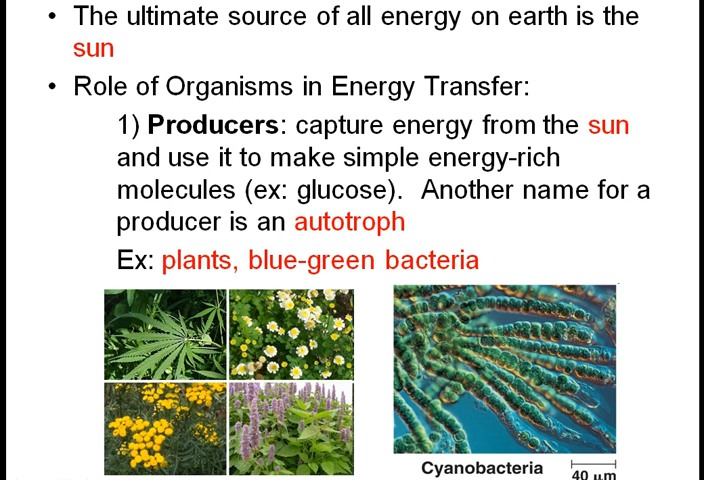 • The ultimate source of all energy on earth is the
sun
• Role of Organisms in Energy Transfer:
1) Producers: capture energy from the sun
and use it to make simple energy-rich
molecules (ex: glucose).  Another name for a
producer is an autotroph
Ex: plants, blue-green bacteria
Cyanobacteria
40 µm